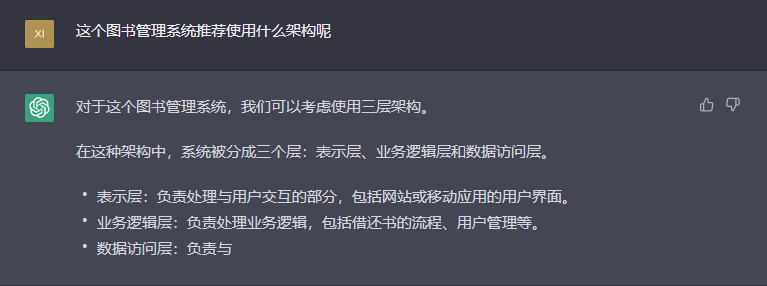 XI
这个图书管理系统推荐使用什么架构呢
对于这个图书管理系统，我们可以考虑使用三层架构。
在这种架构中，系统被分成三个层：表示层、业务逻辑层和数据访问层。
• 表示层：负责处理与用户交互的部分，包括网站或移动应用的用户界面。
• 业务逻辑层：负责处理业务逻辑，包括借还书的流程、用户管理等。
• 数据访问层：负责与